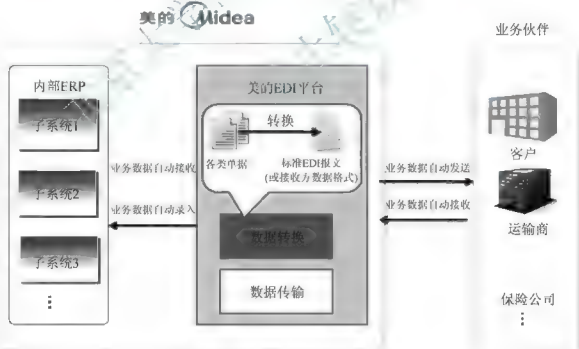 美的 Midea
业务伙伴
内部ERP
子系统1
子系统2
子系统3
⋮
业务数据自动接收
业务数据自动录入
美的EDI平台
转换
各类单据
标准EDI报文
(或接收方数据格式)
数据转换
数据传输
业务数据自动发送
业务数据自动接收
客户
运输商
保险公司
⋮